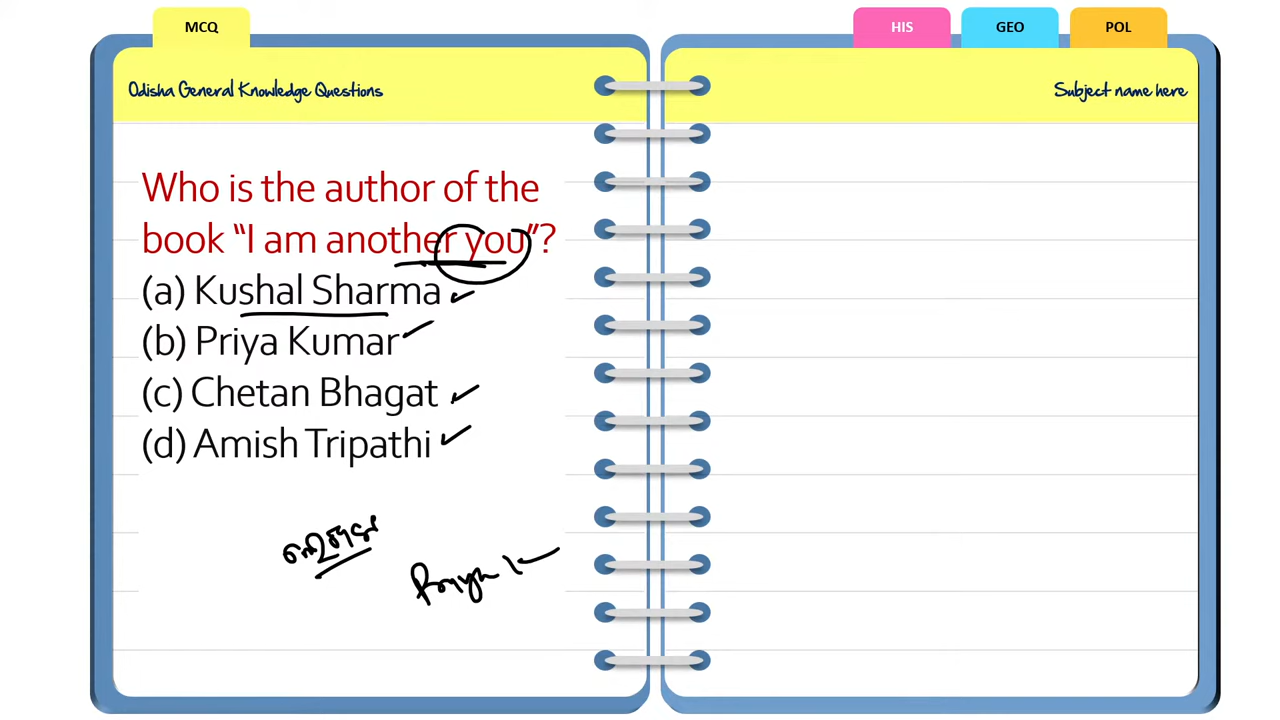 MCQ
HIS GEO POL
Odisha General Knowledge Questions
Subject name here
Who is the author of the
book “I am another you”?
(a) Kushal Sharma
(b) Priya Kumar
(c) Chetan Bhagat
(d) Amish Tripathi
Priya K